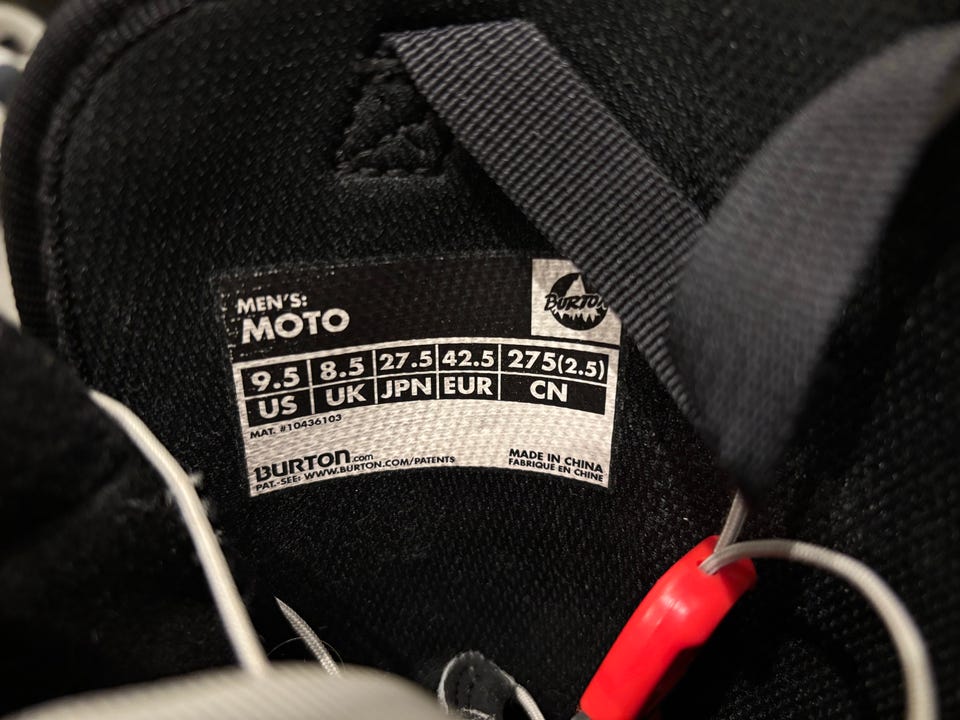 MEN'S:
MOTO
BURTON
9.5 8.5 27.5 42.5 275(2.5)
US UK JPN EUR CN
MAT. #10436103
BURTON.com
PAT.-SEE: WWW.BURTON.COM/PATENTS
MADE IN CHINA
FABRIQUE EN CHINE